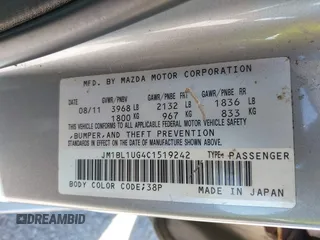 MFD. BY MAZDA MOTOR CORPORATION
GVWR/PNBV GAWR/PNBE FRT GAWR/PNBE RR
08/11 3968 LB 2132 LB 1836 LB
1800 KG 967 KG 833 KG
THIS VEHICLE CONFORMS TO ALL APPLICABLE FEDERAL MOTOR VEHICLE SAFETY
,BUMPER,AND THEFT PREVENTION
STANDARDS IN EFFECT ON THE DATE OF MANUFACTURE SHOWN ABOVE.
JM1BL1UG4C1519242 TYPE: PASSENGER
BODY COLOR CODE;38P
MADE IN JAPAN
DREAMBID